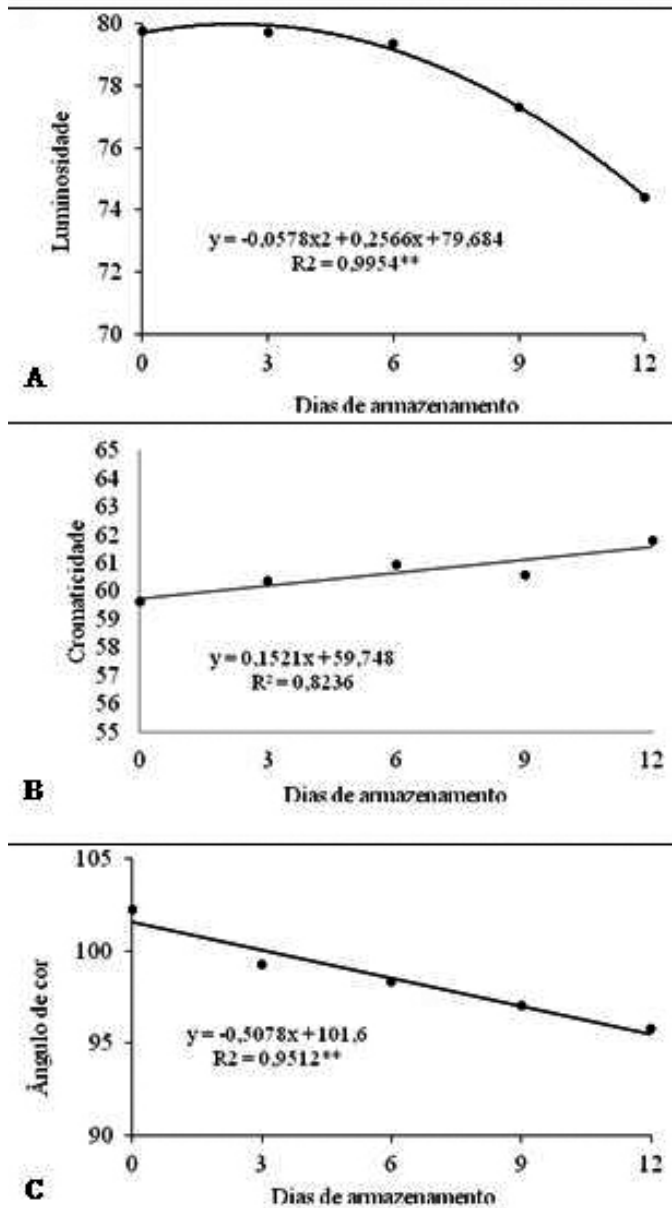 80
78
76
74
72
70
Luminosidade
y = -0,0578x2 + 0,2566x + 79,684
R2 = 0,9954**
0 3 6 9 12
Dias de armazenamento
A
65
64
63
62
61
60
59
58
57
56
55
Cromaticidade
y = 0,1521x + 59,748
R² = 0,8236
0 3 6 9 12
Dias de armazenamento
B
105
100
95
90
Ângulo de cor
y = -0,5078x + 101,6
R2 = 0,9512**
0 3 6 9 12
Dias de armazenamento
C